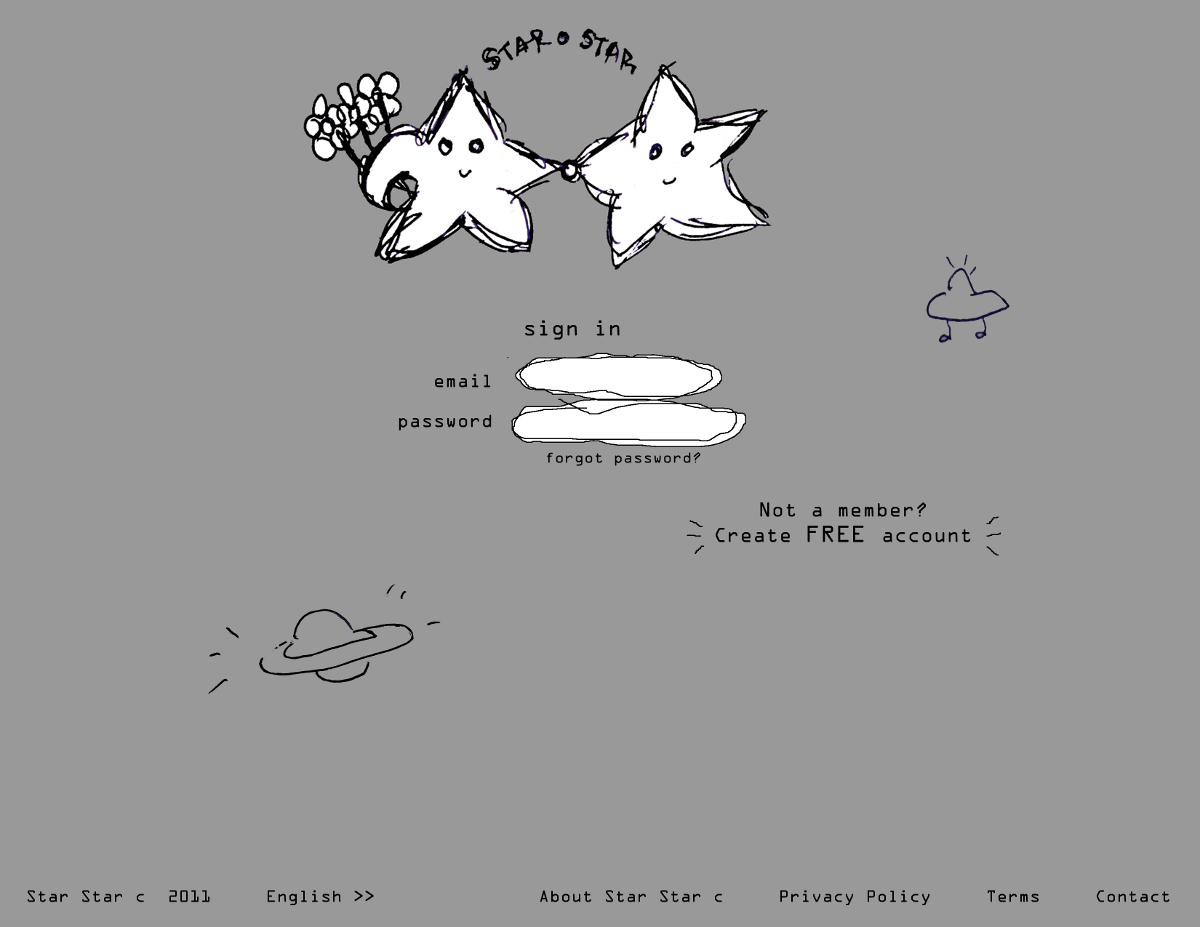 STAR • STAR
sign in
email
password
forgot password?
Not a member?
Create FREE account
Star Star c 2011 English >> About Star Star c Privacy Policy Terms Contact